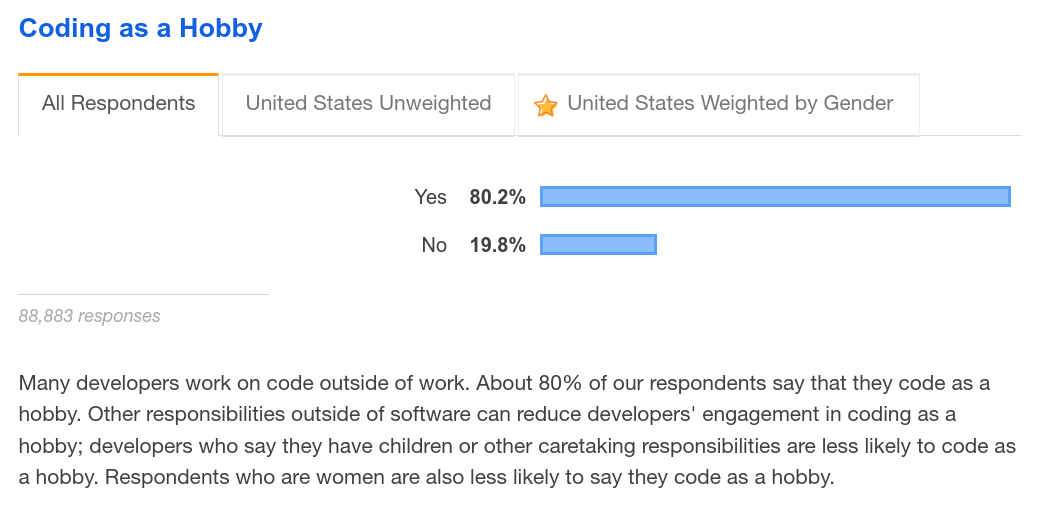 Coding as a Hobby
All Respondents
United States Unweighted
United States Weighted by Gender
Yes 80.2%
No 19.8%
88,883 responses
Many developers work on code outside of work. About 80% of our respondents say that they code as a
hobby. Other responsibilities outside of software can reduce developers' engagement in coding as a
hobby; developers who say they have children or other caretaking responsibilities are less likely to code as
a hobby. Respondents who are women are also less likely to say they code as a hobby.